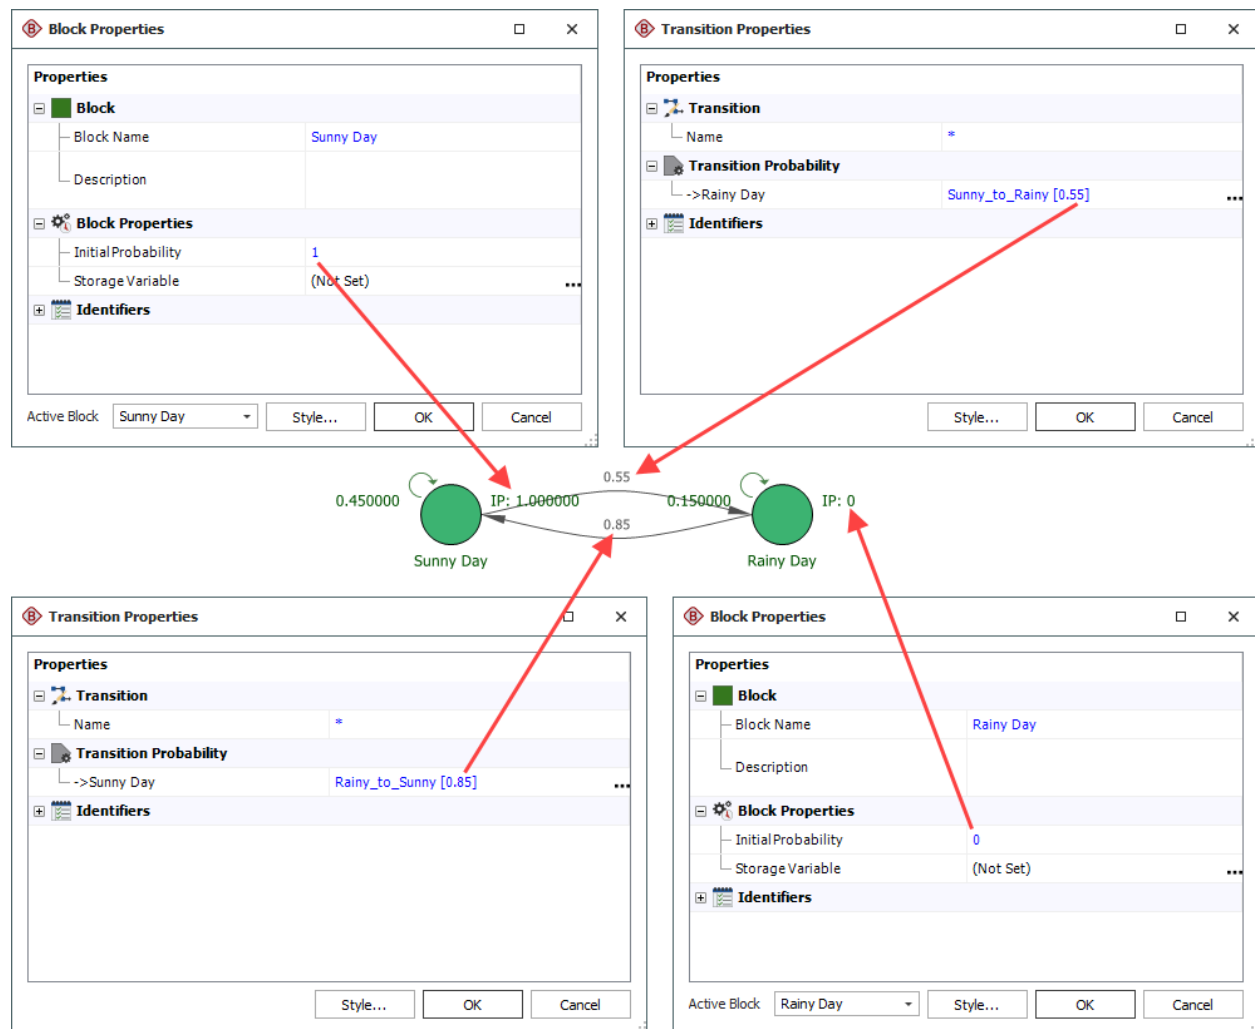 Block Properties
Properties
Block
Block Name Sunny Day
Description
Block Properties
Initial Probability 1
Storage Variable (Not Set) ...
Identifiers
Active Block Sunny Day Style... OK Cancel
Transition Properties
Properties
Transition
Name *
Transition Probability
->Rainy Day Sunny_to_Rainy [0.55] ...
Identifiers
Style... OK Cancel
0.55
0.450000 IP: 1.000000 0.150000 IP: 0
0.85
Sunny Day Rainy Day
Transition Properties
Properties
Transition
Name *
Transition Probability
->Sunny Day Rainy_to_Sunny [0.85] ...
Identifiers
Style... OK Cancel
Block Properties
Properties
Block
Block Name Rainy Day
Description
Block Properties
Initial Probability 0
Storage Variable (Not Set) ...
Identifiers
Active Block Rainy Day Style... OK Cancel